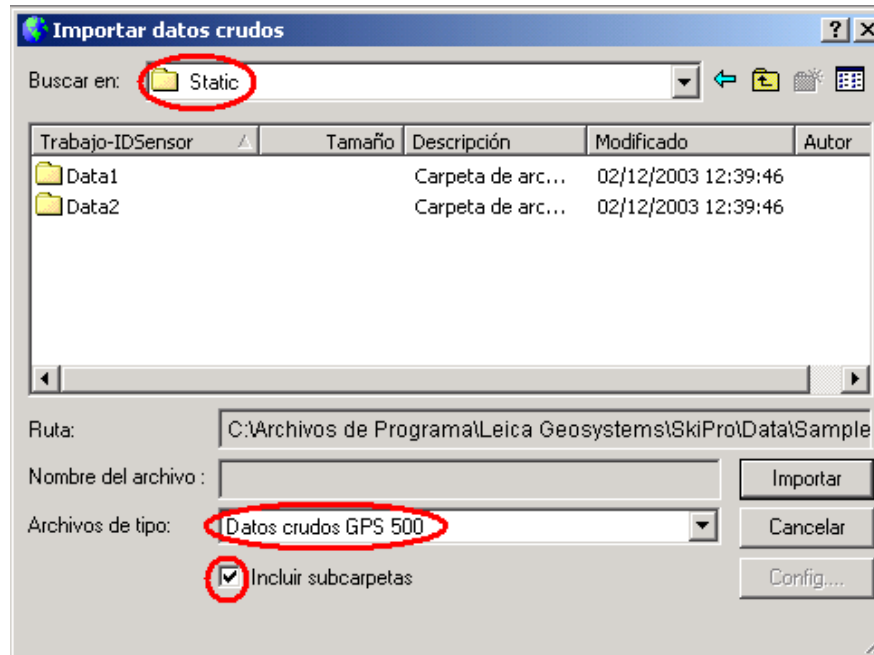 Importar datos crudos
Buscar en: Static
Trabajo-IDSensor Tamaño Descripción Modificado Autor
Data1 Carpeta de arc... 02/12/2003 12:39:46
Data2 Carpeta de arc... 02/12/2003 12:39:46
Ruta: C:\Archivos de Programa\Leica Geosystems\SkiPro\Data\Sample
Nombre del archivo : Importar
Archivos de tipo: Datos crudos GPS 500 Cancelar
Incluir subcarpetas Config....